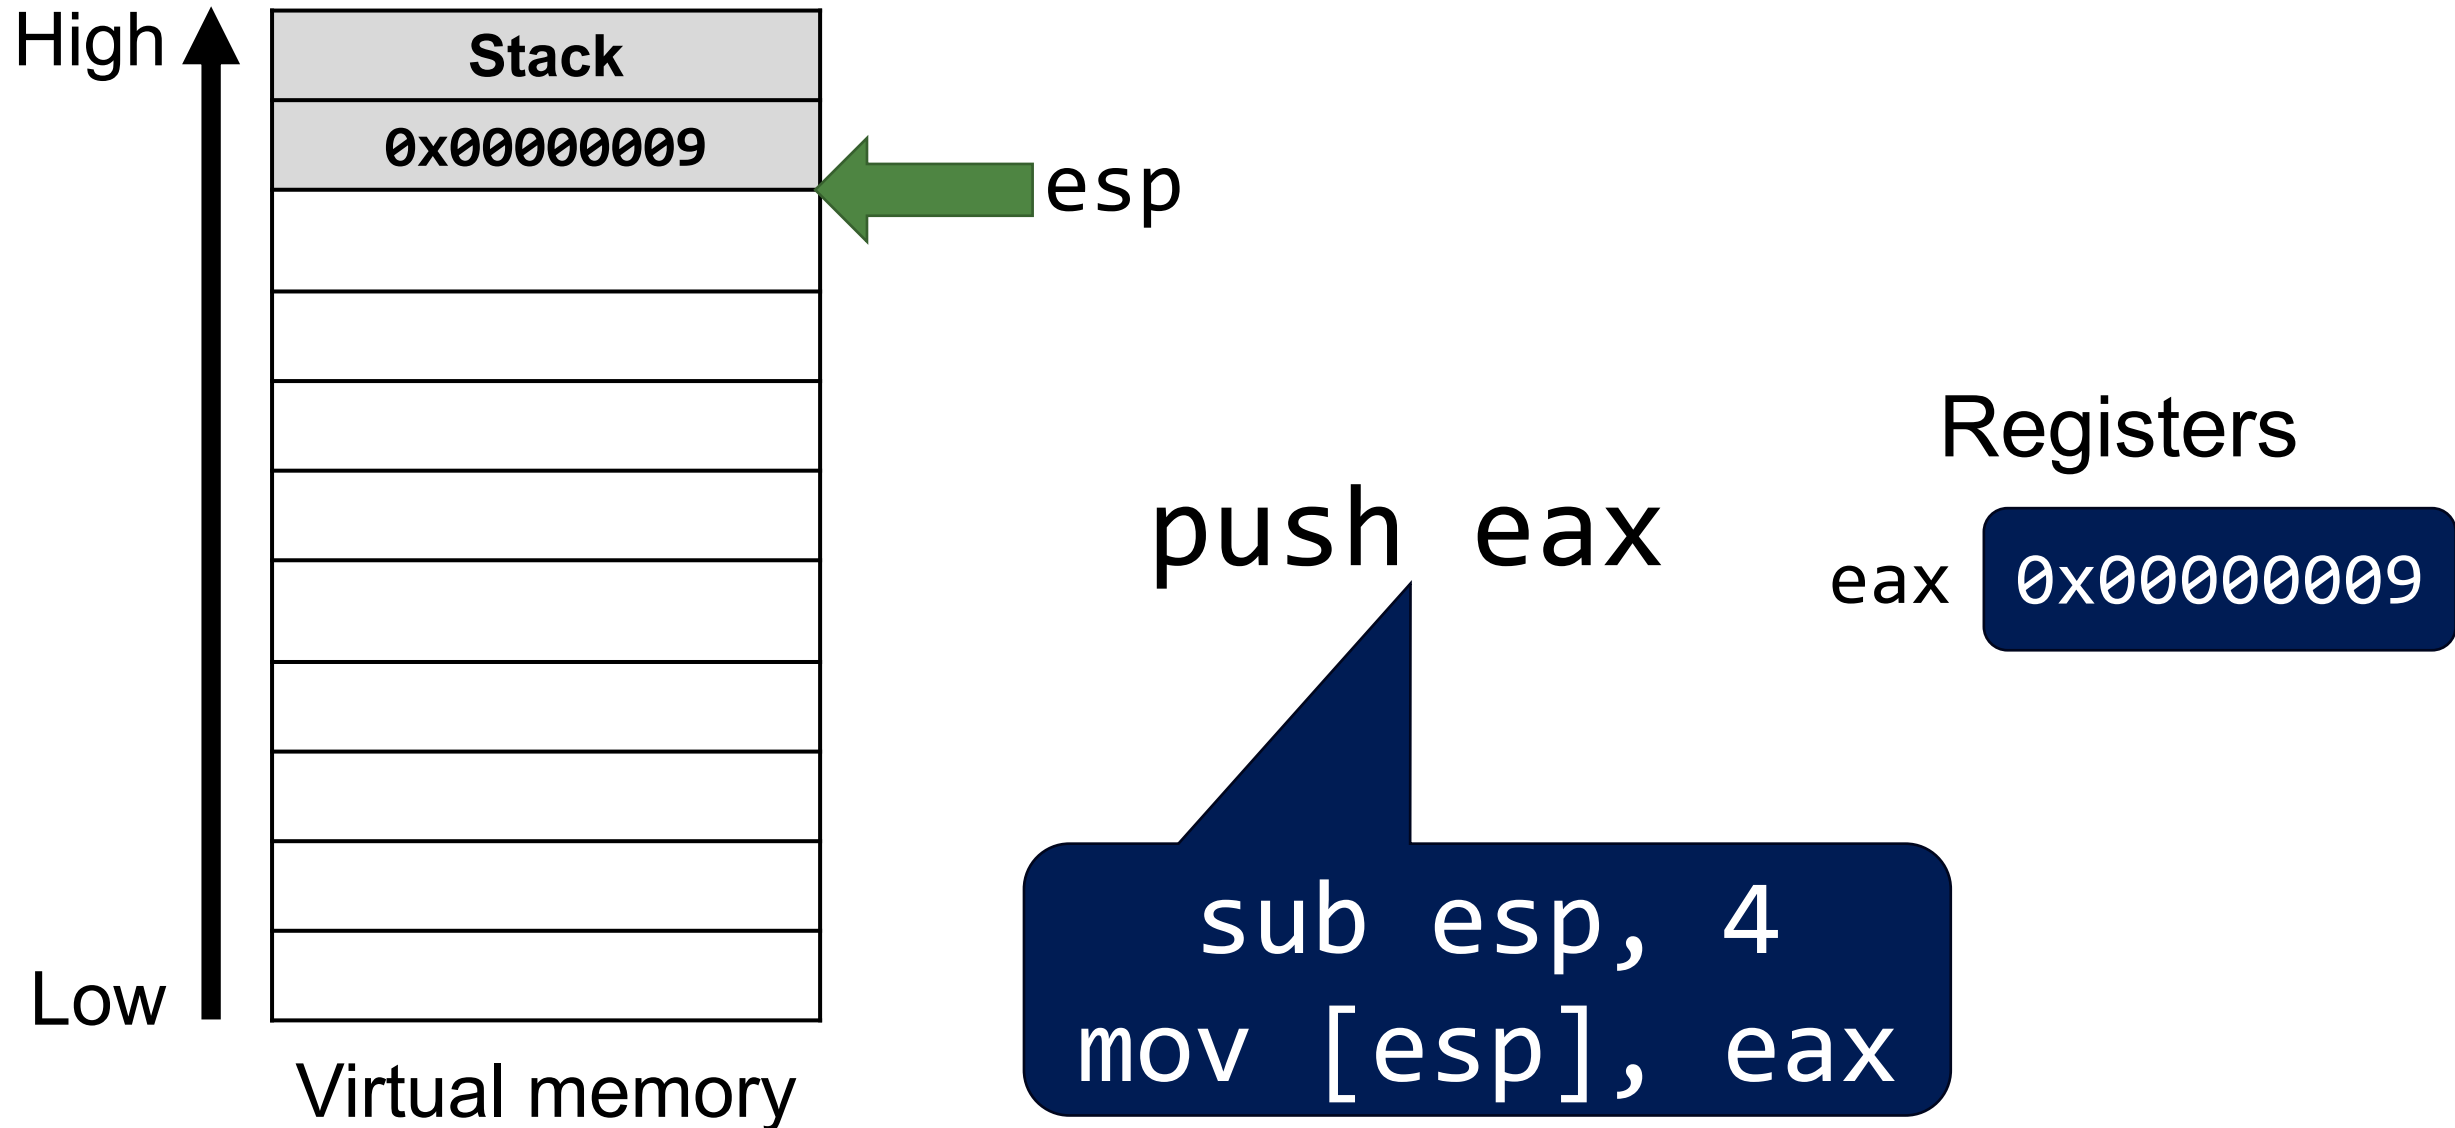 High
Stack
0x00000009
esp
Registers
push eax
eax
0x00000009
sub esp, 4
Low
mov [esp], eax
Virtual memory